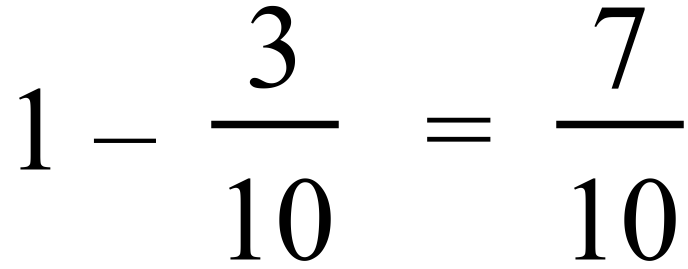 1 – 3/10 = 7/10